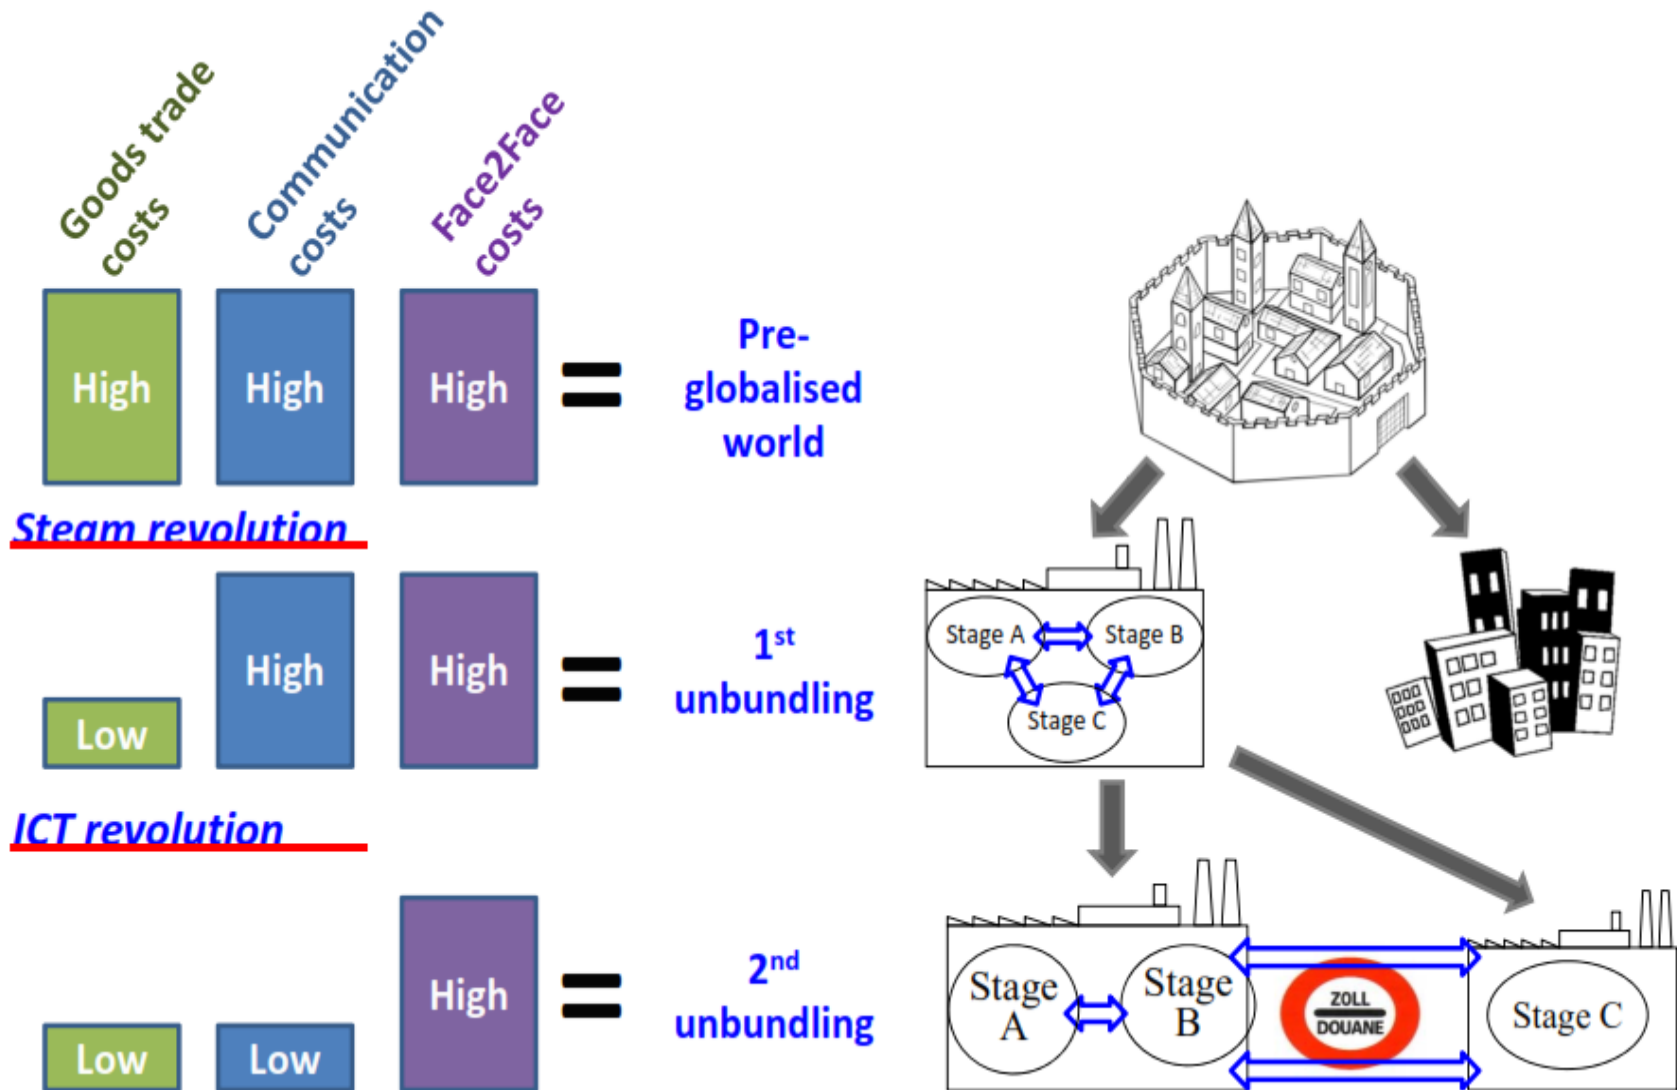 Goods trade
costs
Communication
costs
Face2Face
costs
High
High
High
=
Pre-
globalised
world
Steam revolution
Low
High
High
=
1st
unbundling
Stage A
Stage B
Stage C
ICT revolution
Low
Low
High
=
2nd
unbundling
Stage
A
Stage
B
ZOLL
DOUANE
Stage C